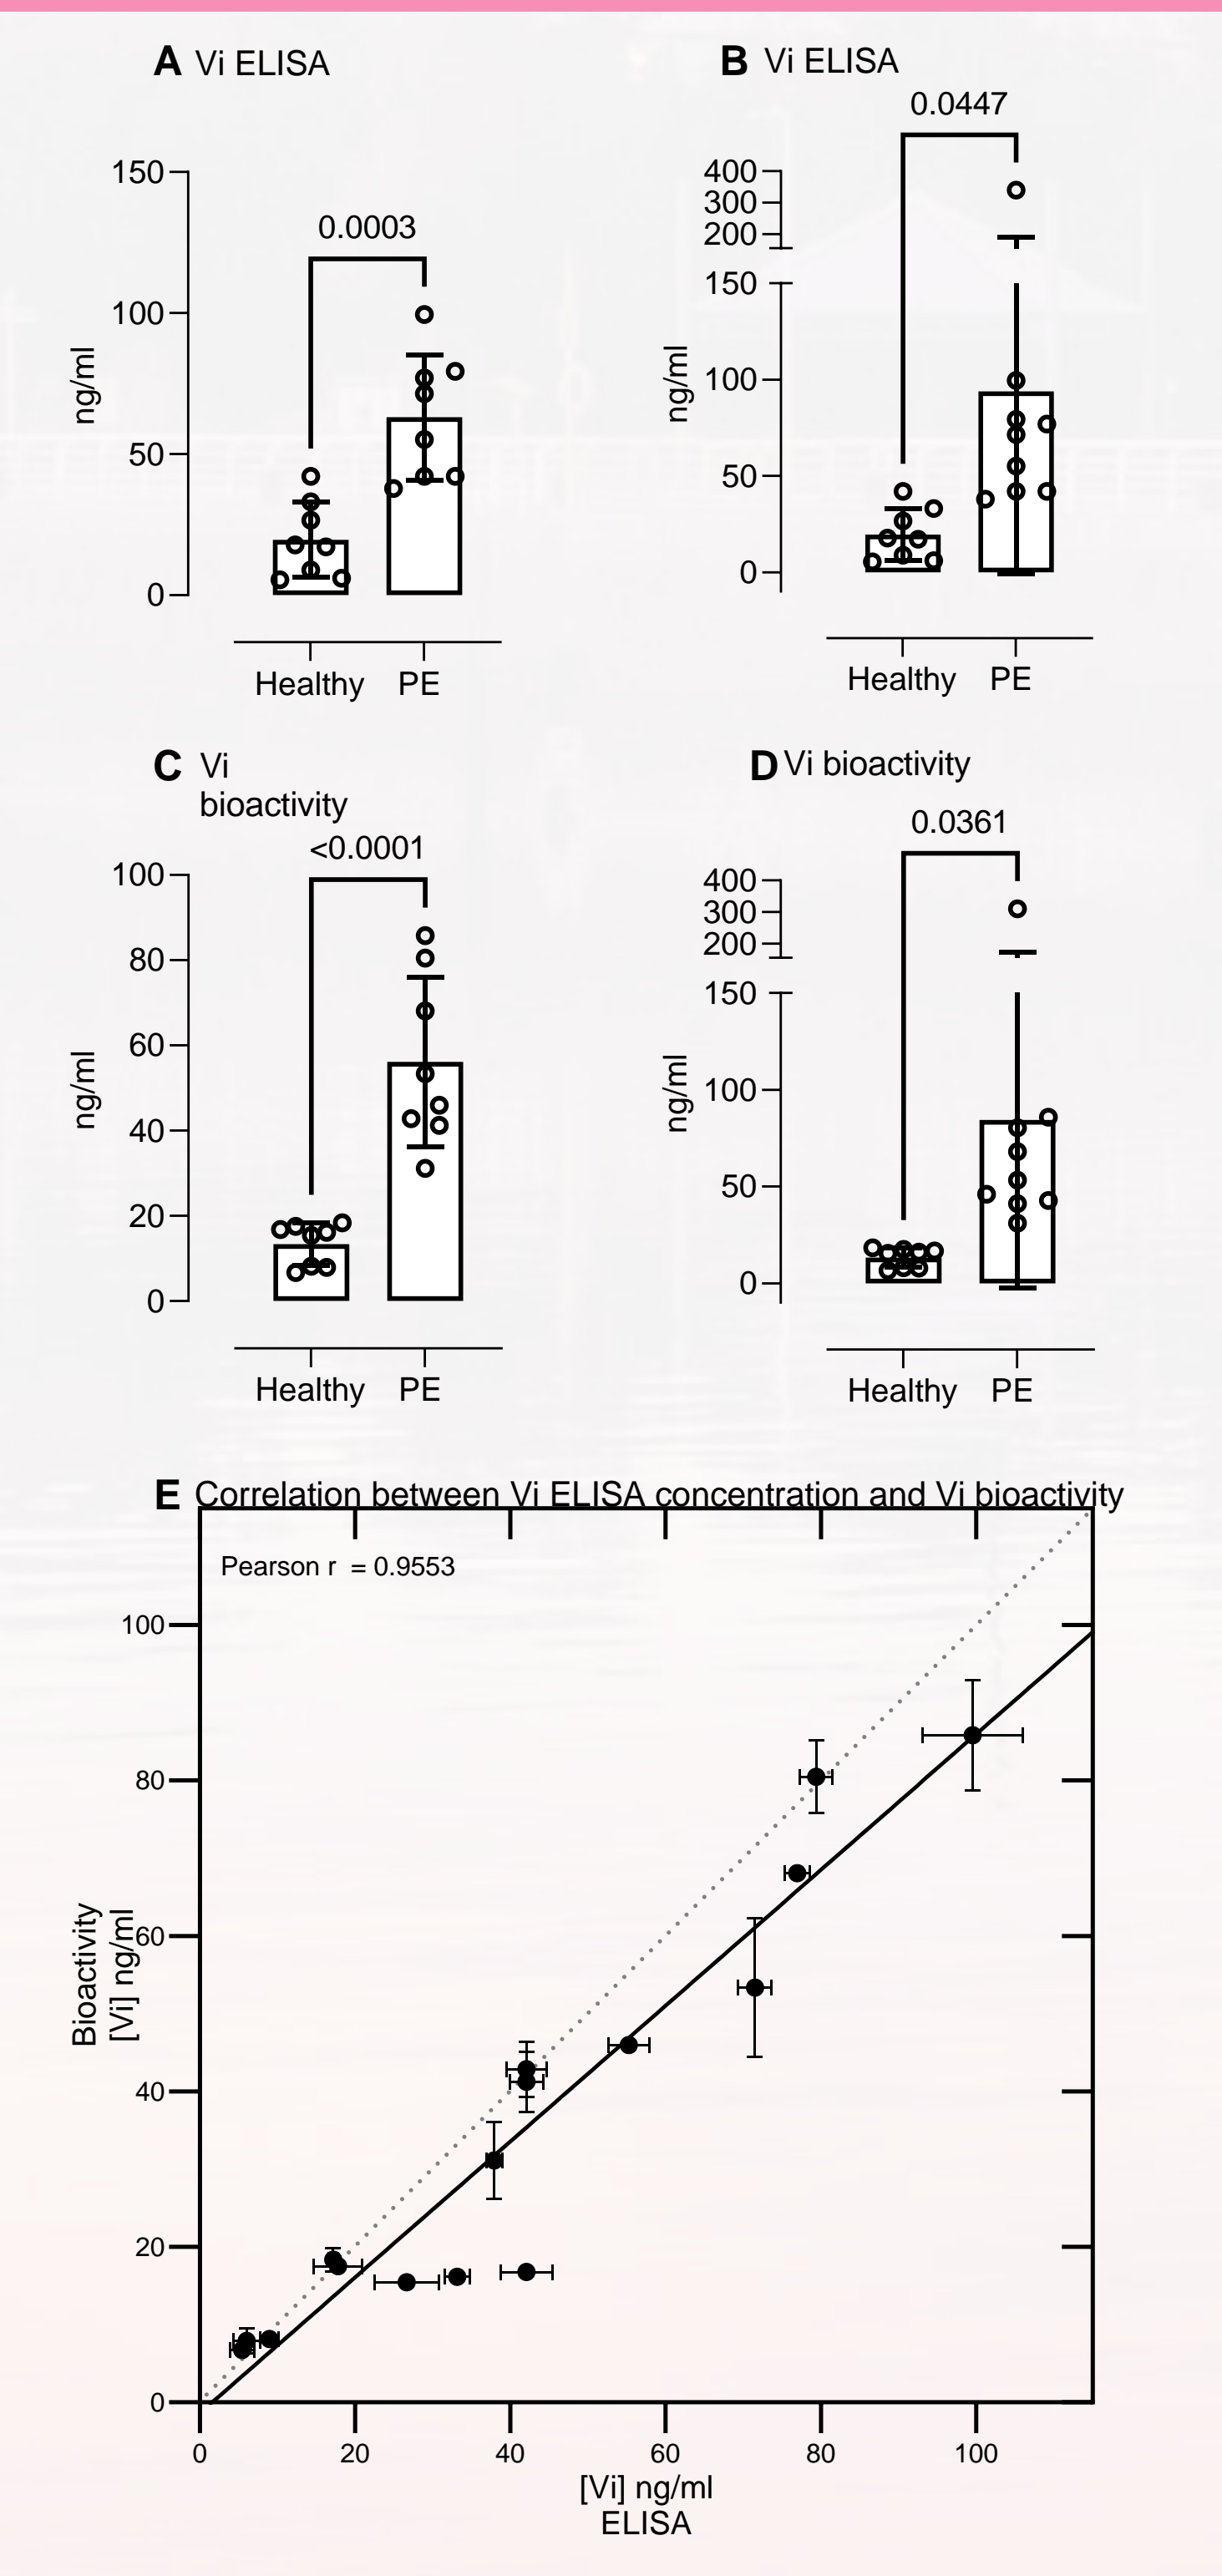 A Vi ELISA
0.0003
150
100
50
0
ng/ml
Healthy PE
B Vi ELISA
0.0447
400
300
200
150
100
50
0
ng/ml
Healthy PE
C Vi
bioactivity
<0.0001
100
80
60
40
20
0
ng/ml
Healthy PE
D Vi bioactivity
0.0361
400
300
200
150
100
50
0
ng/ml
Healthy PE
E Correlation between Vi ELISA concentration and Vi bioactivity
Pearson r = 0.9553
100
80
60
40
20
0
Bioactivity
[Vi] ng/ml
0 20 40 60 80 100
[Vi] ng/ml
ELISA